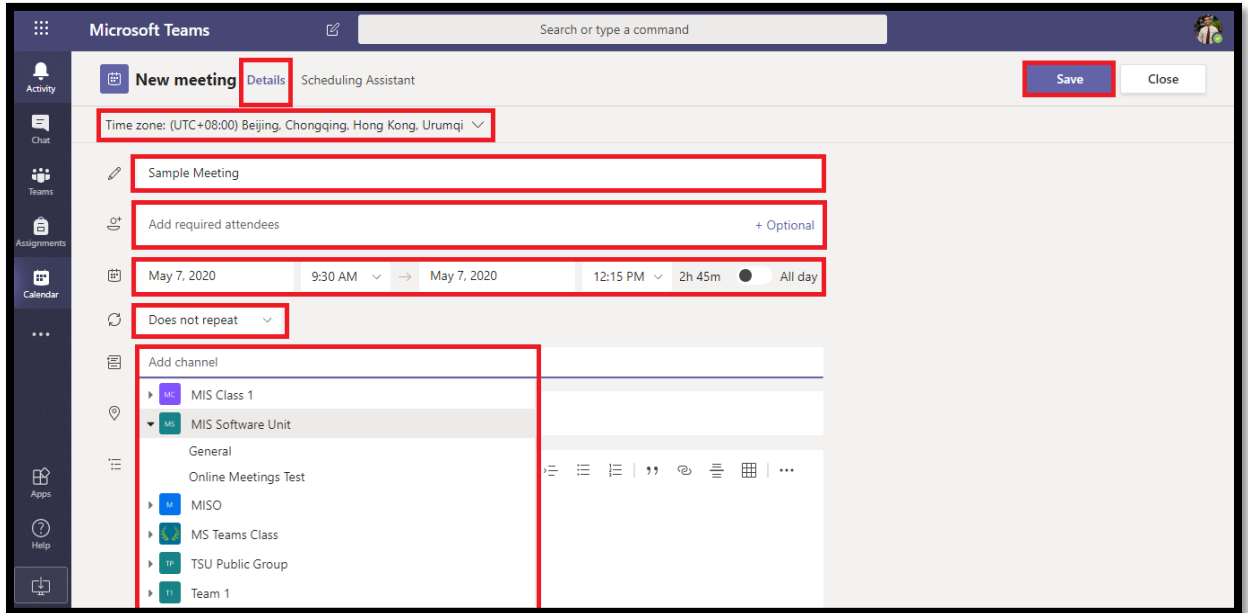 Microsoft Teams
Search or type a command
Activity
Chat
Teams
Assignments
Calendar
Apps
Help
New meeting Details Scheduling Assistant
Save Close
Time zone: (UTC+08:00) Beijing, Chongqing, Hong Kong, Urumqi
Sample Meeting
Add required attendees + Optional
May 7, 2020 9:30 AM → May 7, 2020 12:15 PM 2h 45m All day
Does not repeat
Add channel
MC MIS Class 1
MS MIS Software Unit
General
Online Meetings Test
M MISO
MS Teams Class
TP TSU Public Group
T1 Team 1